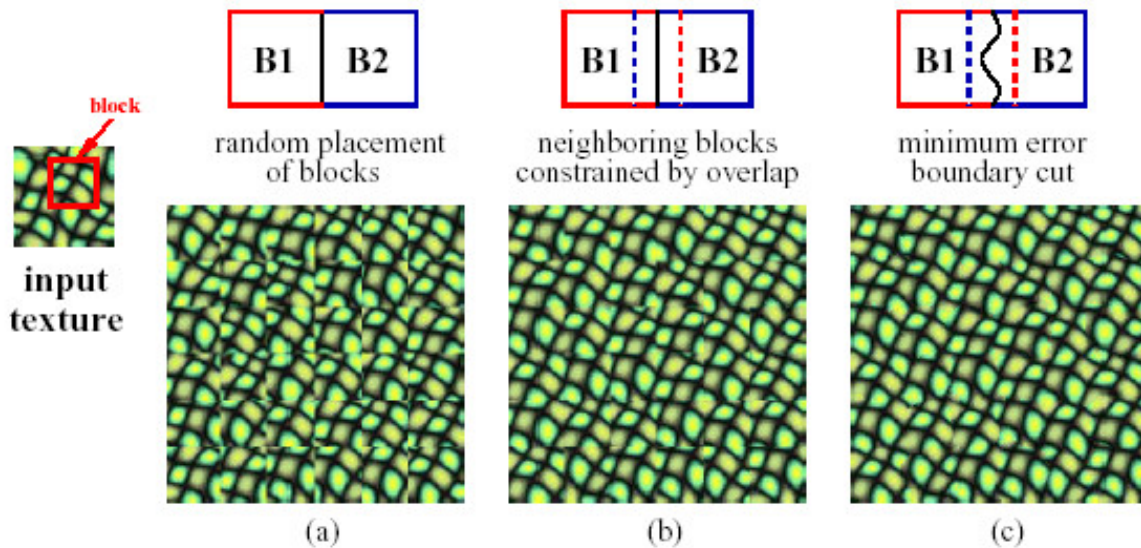 B1 B2
B1 B2
B1 B2
block
random placement
of blocks
neighboring blocks
constrained by overlap
minimum error
boundary cut
input
texture
(a)
(b)
(c)